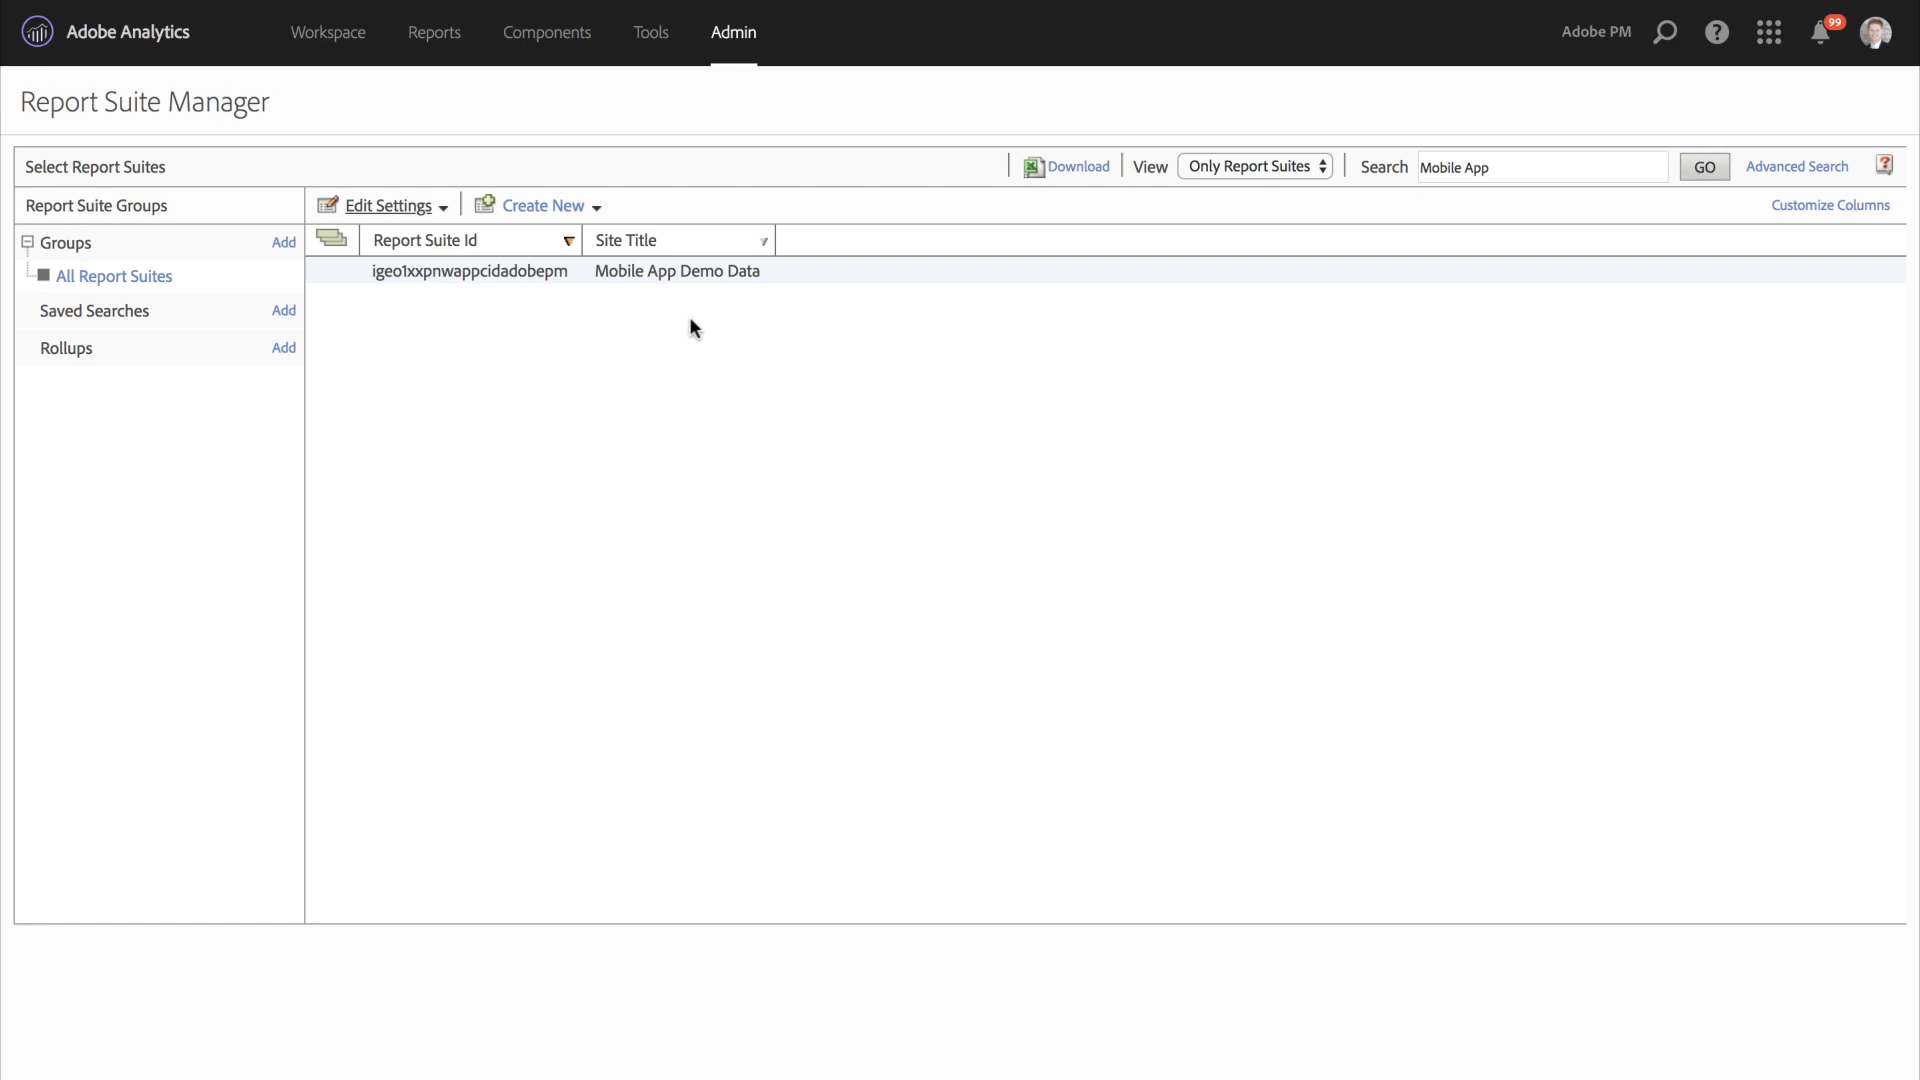 Adobe Analytics Workspace Reports Components Tools Admin Adobe PM 99
Report Suite Manager
Select Report Suites Download View Only Report Suites Search Mobile App GO Advanced Search
Report Suite Groups Edit Settings Create New Customize Columns
Groups Add Report Suite Id Site Title
All Report Suites igeo1xxpnwappcidadobepm Mobile App Demo Data
Saved Searches Add
Rollups Add